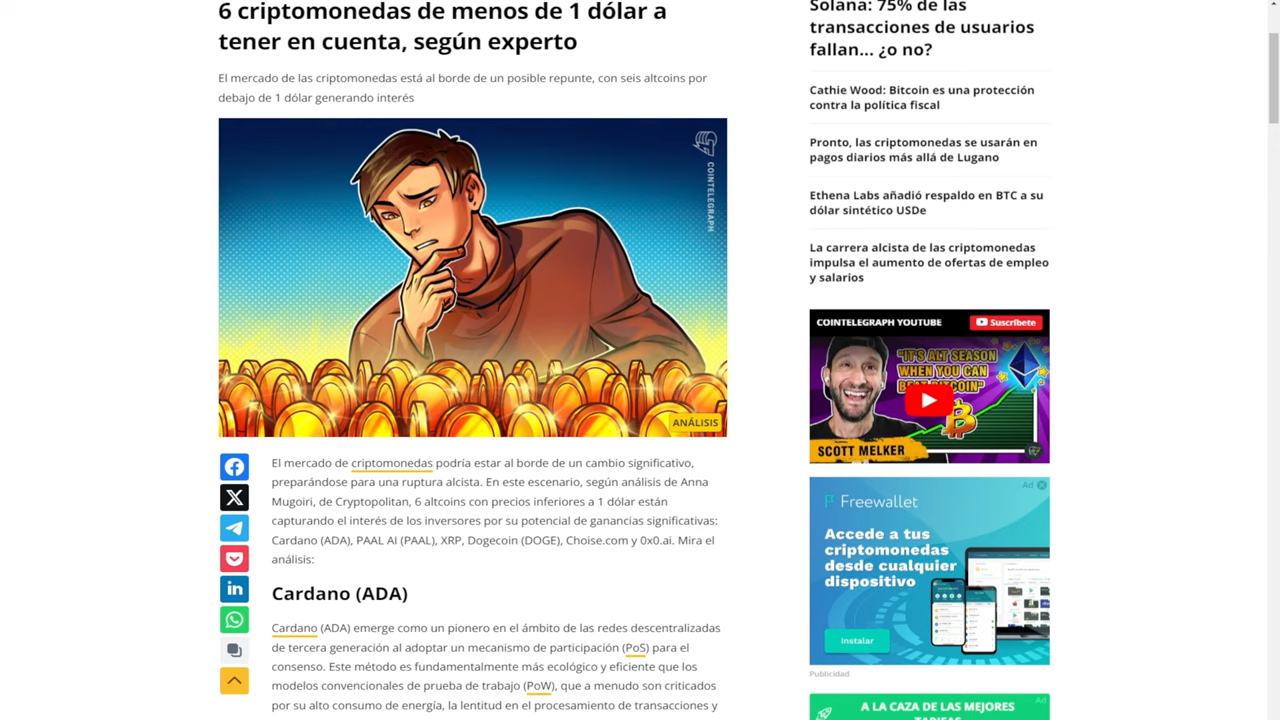 6 criptomonedas de menos de 1 dólar a
tener en cuenta, según experto
El mercado de las criptomonedas está al borde de un posible repunte, con seis altcoins por
debajo de 1 dólar generando interés
COINTELEGRAPH
ANÁLISIS
El mercado de criptomonedas podría estar al borde de un cambio significativo,
preparándose para una ruptura alcista. En este escenario, según análisis de Anna
Mugoiri, de Cryptopolitan, 6 altcoins con precios inferiores a 1 dólar están
capturando el interés de los inversores por su potencial de ganancias significativas:
Cardano (ADA), PAAL AI (PAAL), XRP, Dogecoin (DOGE), Choise.com y 0x0.ai. Mira el
análisis:
Cardano (ADA)
Cardano (ADA) emerge como un pionero en el ámbito de las redes descentralizadas
de tercera generación al adoptar un mecanismo de participación (PoS) para el
consenso. Este método es fundamentalmente más ecológico y eficiente que los
modelos convencionales de prueba de trabajo (PoW), que a menudo son criticados
por su alto consumo de energía, la lentitud en el procesamiento de transacciones y
Solana: 75% de las
transacciones de usuarios
fallan... ¿o no?
Cathie Wood: Bitcoin es una protección
contra la política fiscal
Pronto, las criptomonedas se usarán en
pagos diarios más allá de Lugano
Ethena Labs añadió respaldo en BTC a su
dólar sintético USDe
La carrera alcista de las criptomonedas
impulsa el aumento de ofertas de empleo
y salarios
COINTELEGRAPH YOUTUBE
Suscríbete
"IT'S ALT SEASON
WHEN YOU CAN
BITCOIN"
SCOTT MELKER
Ad
Freewallet
Accede a tus
criptomonedas
desde cualquier
dispositivo
Instalar
Publicidad
Ad
A LA CAZA DE LAS MEJORES